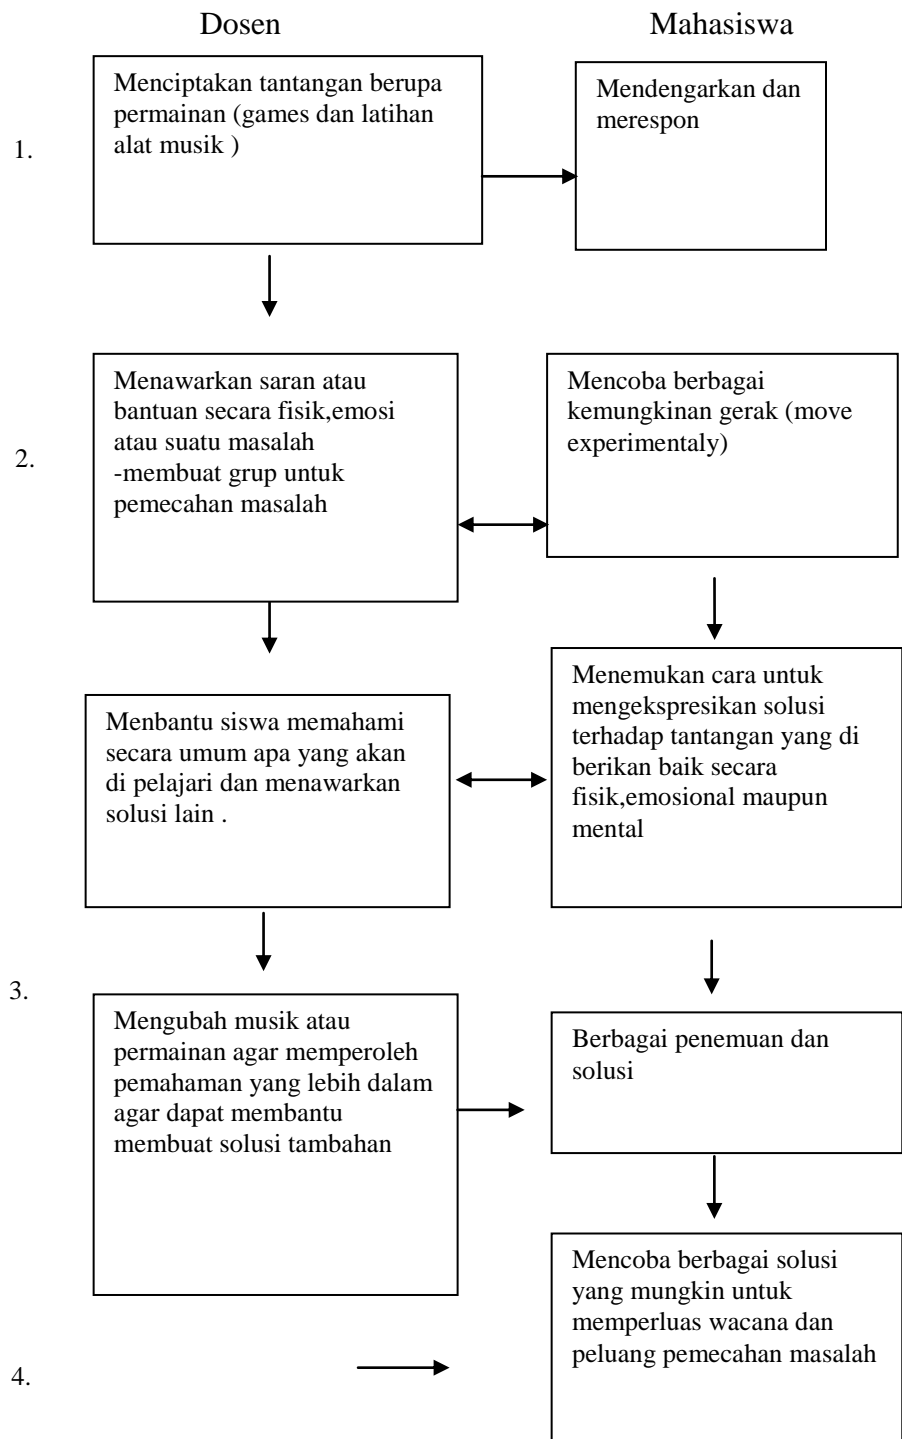 Dosen
Mahasiswa
1.
Menciptakan tantangan berupa
permainan (games dan latihan
alat musik )
Mendengarkan dan
merespon
2.
Menawarkan saran atau
bantuan secara fisik,emosi
atau suatu masalah
-membuat grup untuk
pemecahan masalah
Mencoba berbagai
kemungkinan gerak (move
experimentaly)
Menbantu siswa memahami
secara umum apa yang akan
di pelajari dan menawarkan
solusi lain .
Menemukan cara untuk
mengekspresikan solusi
terhadap tantangan yang di
berikan baik secara
fisik,emosional maupun
mental
3.
Mengubah musik atau
permainan agar memperoleh
pemahaman yang lebih dalam
agar dapat membantu
membuat solusi tambahan
Berbagai penemuan dan
solusi
4.
Mencoba berbagai solusi
yang mungkin untuk
memperluas wacana dan
peluang pemecahan masalah